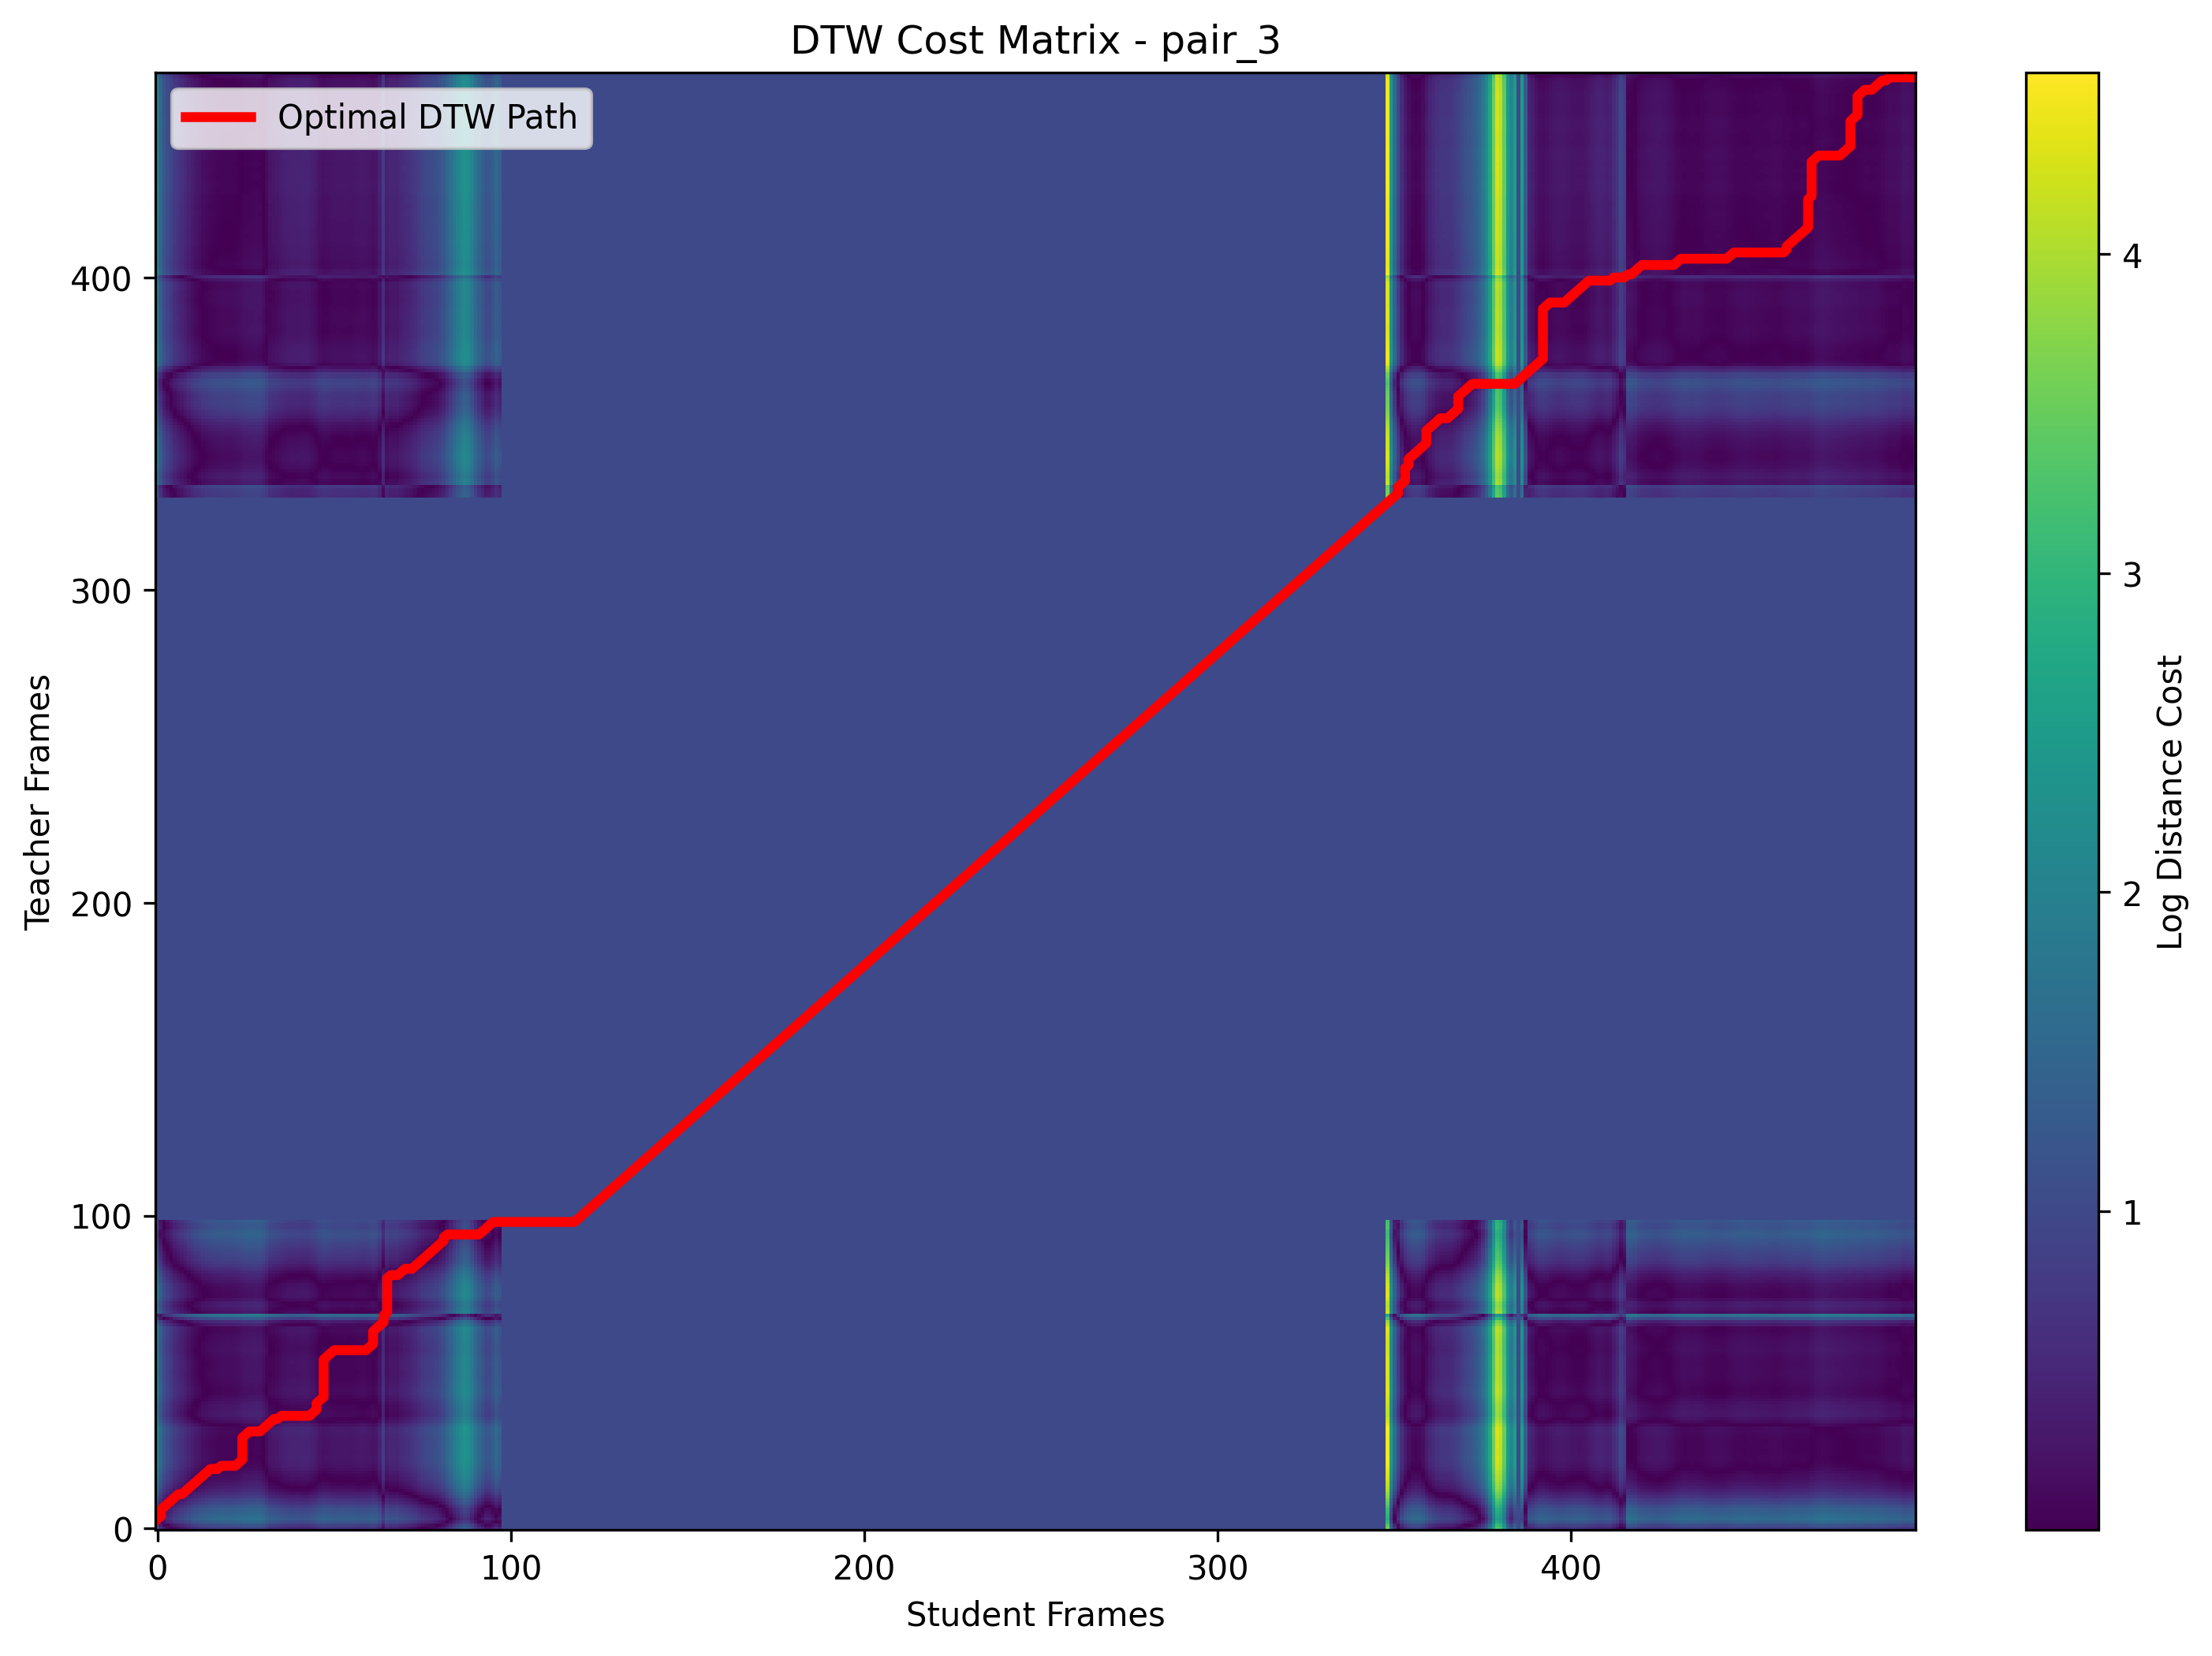 DTW Cost Matrix - pair_3
Optimal DTW Path
Teacher Frames
400
300
200
100
0
0 100 200 300 400
Student Frames
4
3
2
1
Log Distance Cost